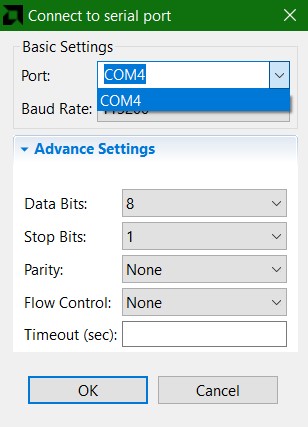 Connect to serial port
Basic Settings
Port: COM4
COM4
Baud Rate:
Advance Settings
Data Bits: 8
Stop Bits: 1
Parity: None
Flow Control: None
Timeout (sec):
OK Cancel